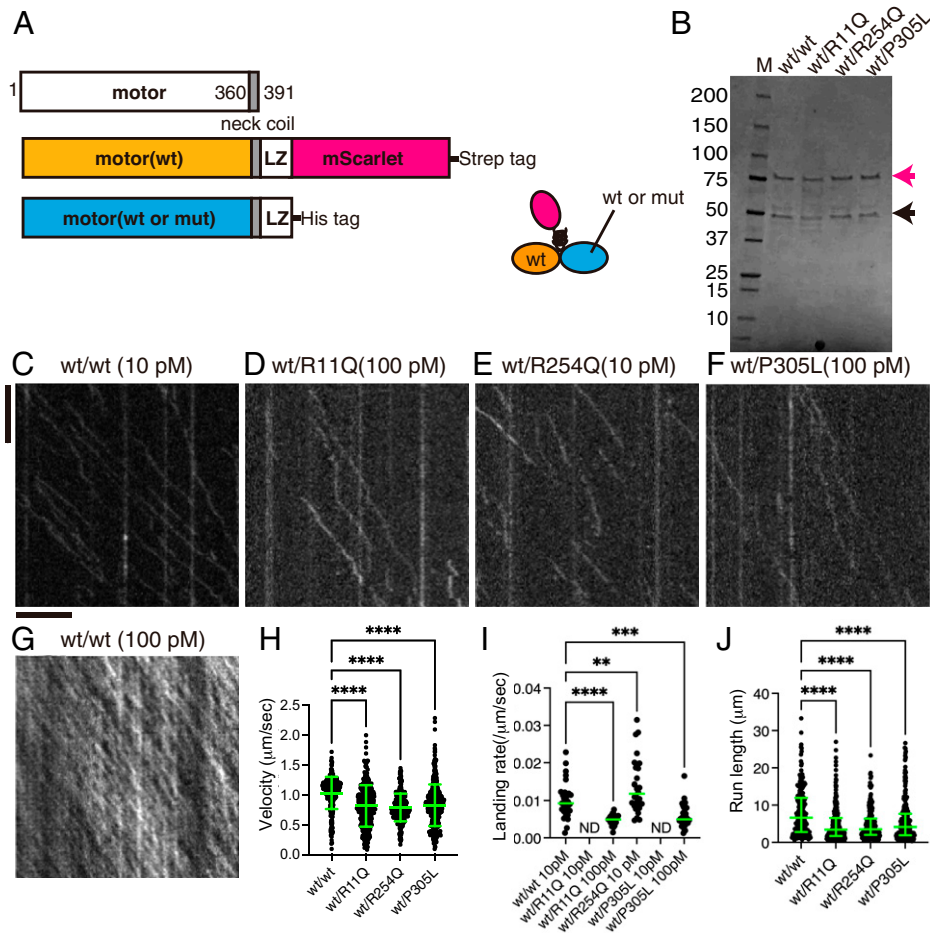 A
1
motor
360
391
neck coil
motor(wt)
LZ
mScarlet
Strep tag
motor(wt or mut)
LZ
His tag
wt or mut
wt
B
M
wt/wt
wt/R11Q
wt/R254Q
wt/P305L
200
150
100
75
50
37
25
15
10
C wt/wt (10 pM)
D wt/R11Q(100 pM)
E wt/R254Q(10 pM)
F wt/P305L(100 pM)
G wt/wt (100 pM)
H
****
****
****
Velocity (μm/sec)
2.5
2.0
1.5
1.0
0.5
0.0
wt/wt
wt/R11Q
wt/R254Q
wt/P305L
I
***
**
****
Landing rate(/μm/sec)
0.04
0.03
0.02
0.01
0
ND
ND
wt/wt 10pM
wt/R11Q 10pM
wt/R11Q 100pM
wt/R254Q 10 pM
wt/P305L 10pM
wt/P305L 100pM
J
****
****
****
Run length (μm)
40
30
20
10
0
wt/wt
wt/R11Q
wt/R254Q
wt/P305L